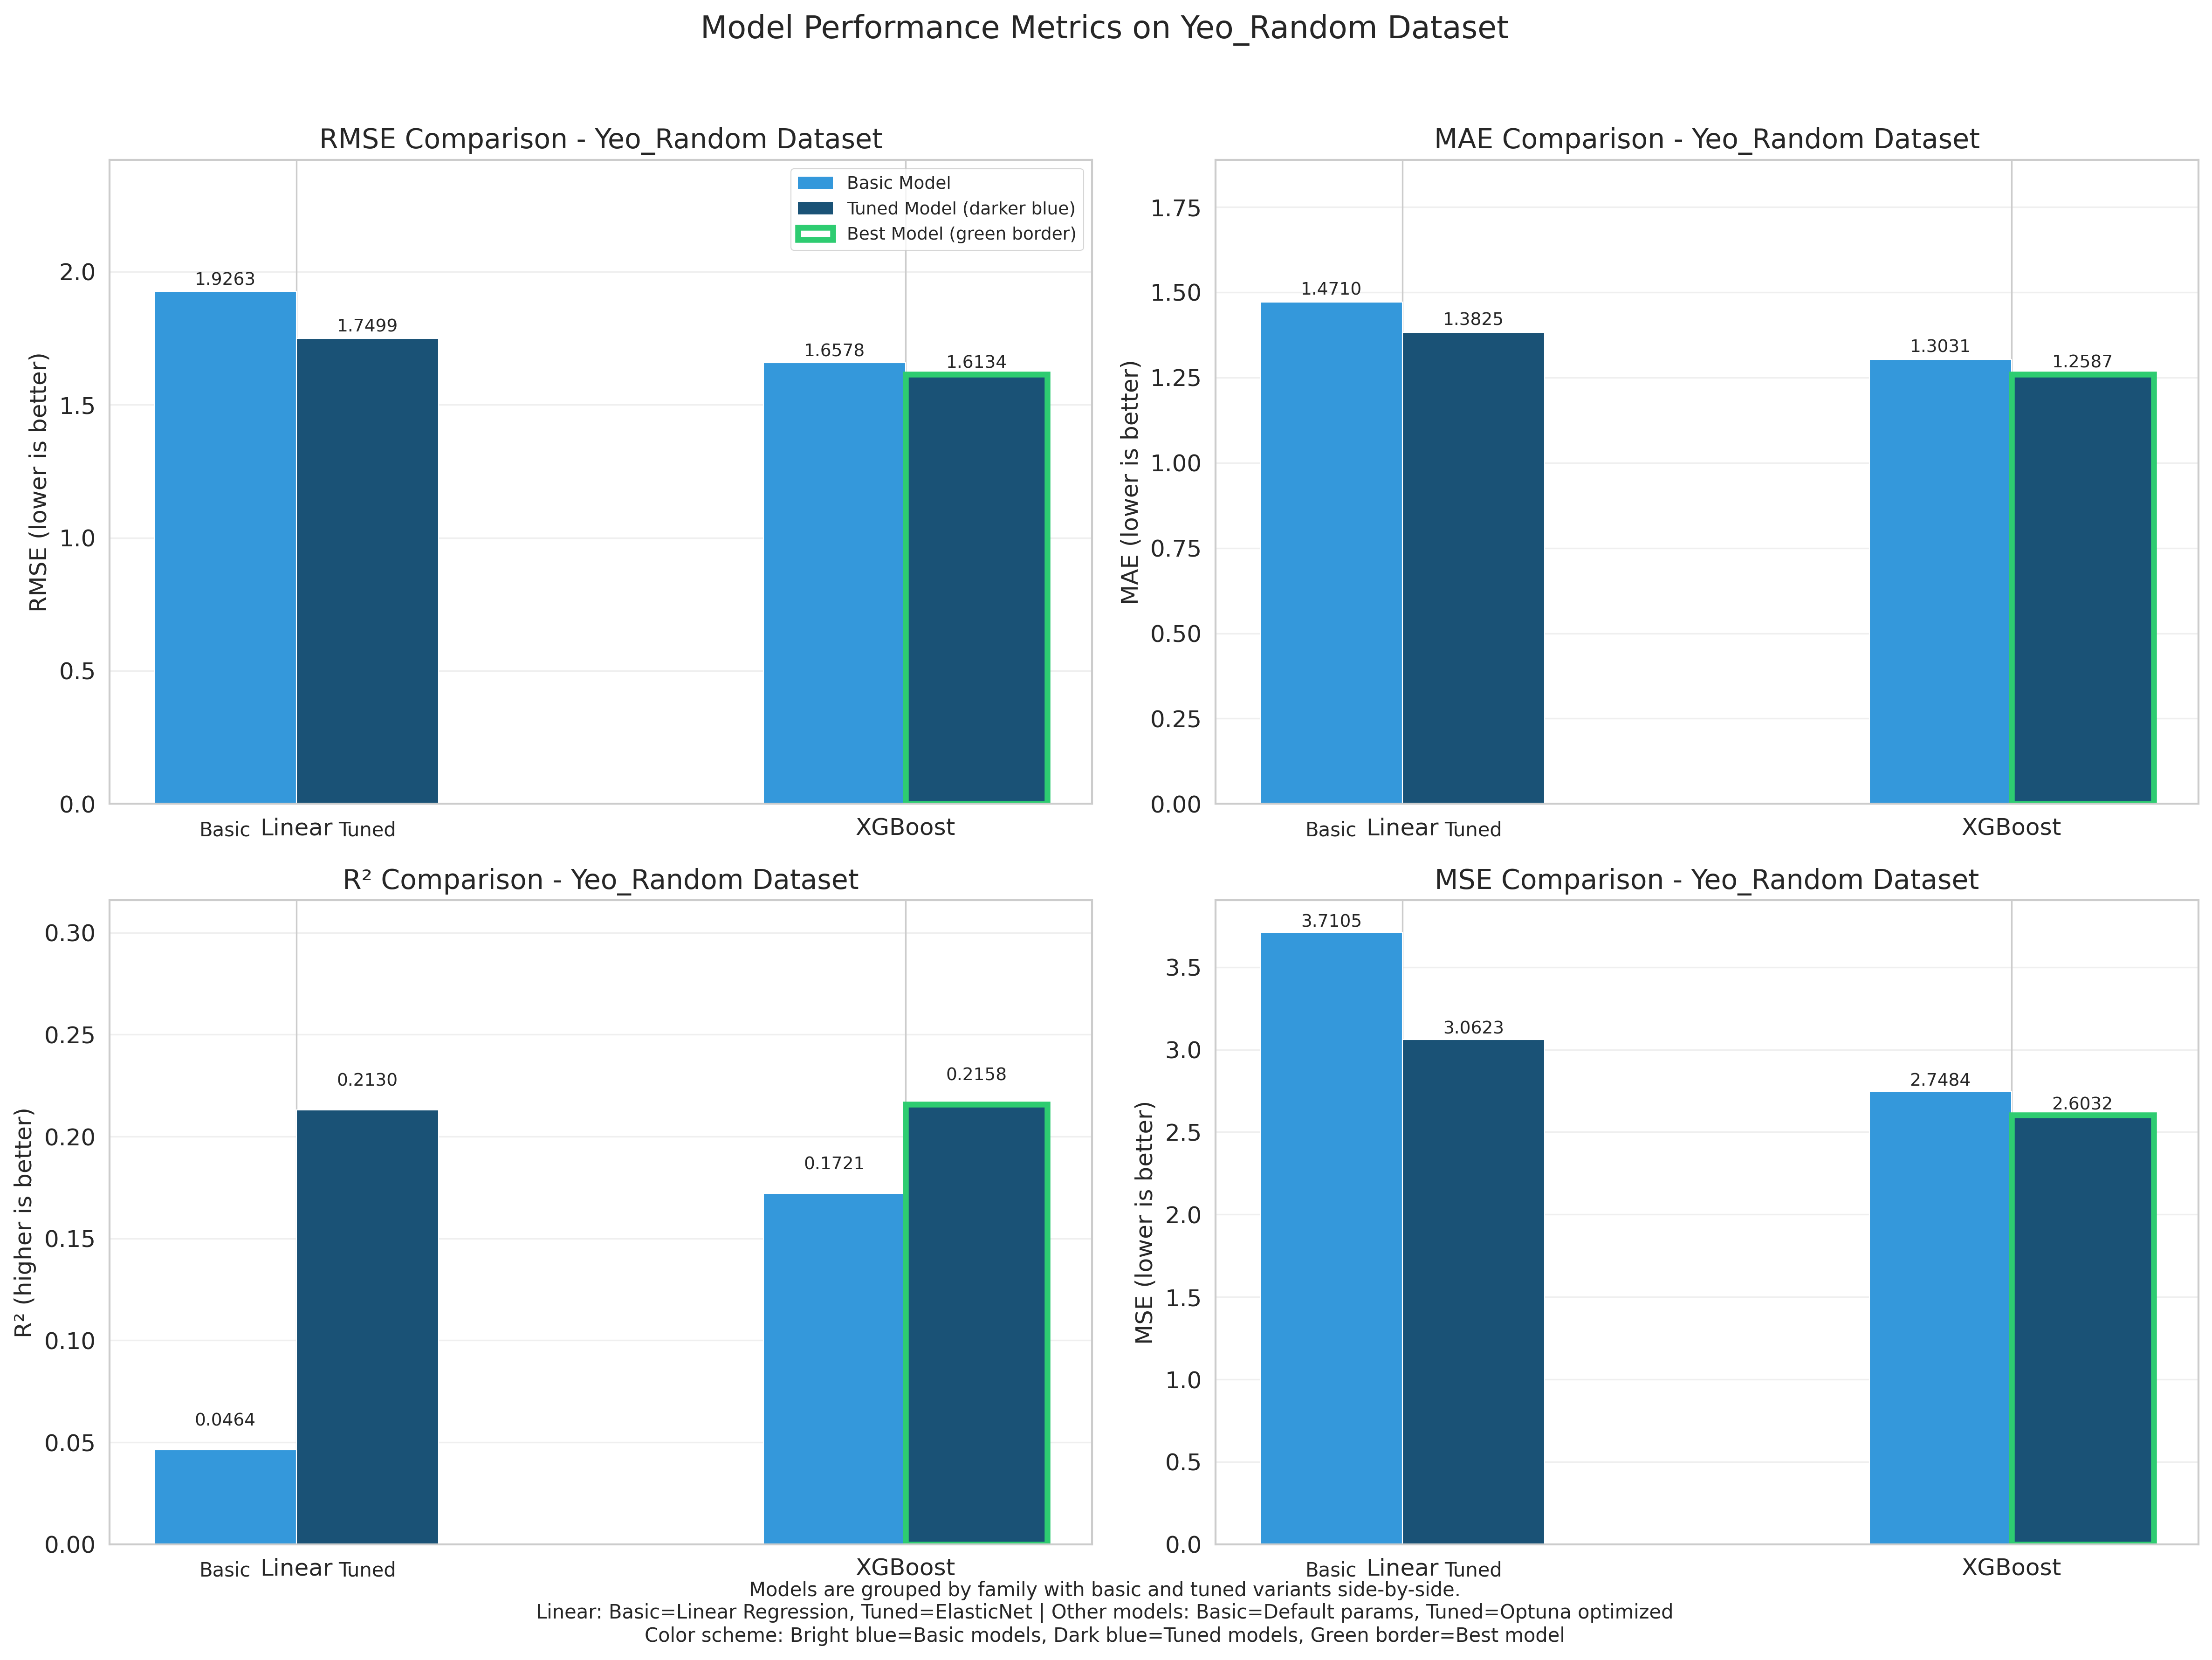 Model Performance Metrics on Yeo_Random Dataset
RMSE Comparison - Yeo_Random Dataset
RMSE (lower is better)
2.0
1.5
1.0
0.5
0.0
Basic Model
Tuned Model (darker blue)
Best Model (green border)
1.9263
1.7499
1.6578
1.6134
Basic Linear Tuned XGBoost
MAE Comparison - Yeo_Random Dataset
MAE (lower is better)
1.75
1.50
1.25
1.00
0.75
0.50
0.25
0.00
1.4710
1.3825
1.3031
1.2587
Basic Linear Tuned XGBoost
R² Comparison - Yeo_Random Dataset
R² (higher is better)
0.30
0.25
0.20
0.15
0.10
0.05
0.00
0.0464
0.2130
0.1721
0.2158
Basic Linear Tuned XGBoost
MSE Comparison - Yeo_Random Dataset
MSE (lower is better)
3.5
3.0
2.5
2.0
1.5
1.0
0.5
0.0
3.7105
3.0623
2.7484
2.6032
Basic Linear Tuned XGBoost
Models are grouped by family with basic and tuned variants side-by-side.
Linear: Basic=Linear Regression, Tuned=ElasticNet | Other models: Basic=Default params, Tuned=Optuna optimized
Color scheme: Bright blue=Basic models, Dark blue=Tuned models, Green border=Best model